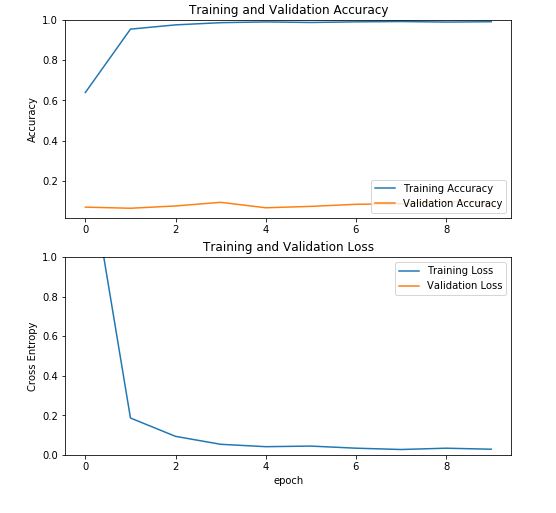 Training and Validation Accuracy
1.0
0.8
0.6
0.4
0.2
Accuracy
Training Accuracy
Validation Accuracy
0 2 4 6 8
Training and Validation Loss
1.0
0.8
0.6
0.4
0.2
0.0
Cross Entropy
Training Loss
Validation Loss
0 2 4 6 8
epoch